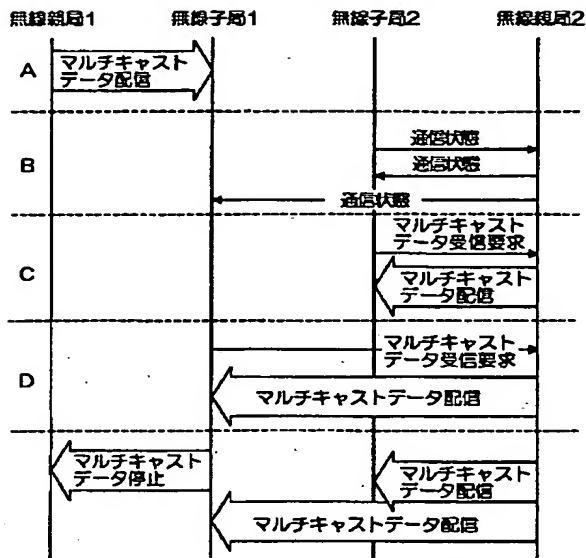 無線親局1 無線子局1 無線子局2 無線親局2
A
マルチキャスト
データ配信
B
通信状態
通信状態
通信状態
C
マルチキャスト
データ受信要求
マルチキャスト
データ配信
D
マルチキャスト
データ受信要求
マルチキャストデータ配信
マルチキャスト
データ停止
マルチキャスト
データ配信
マルチキャストデータ配信